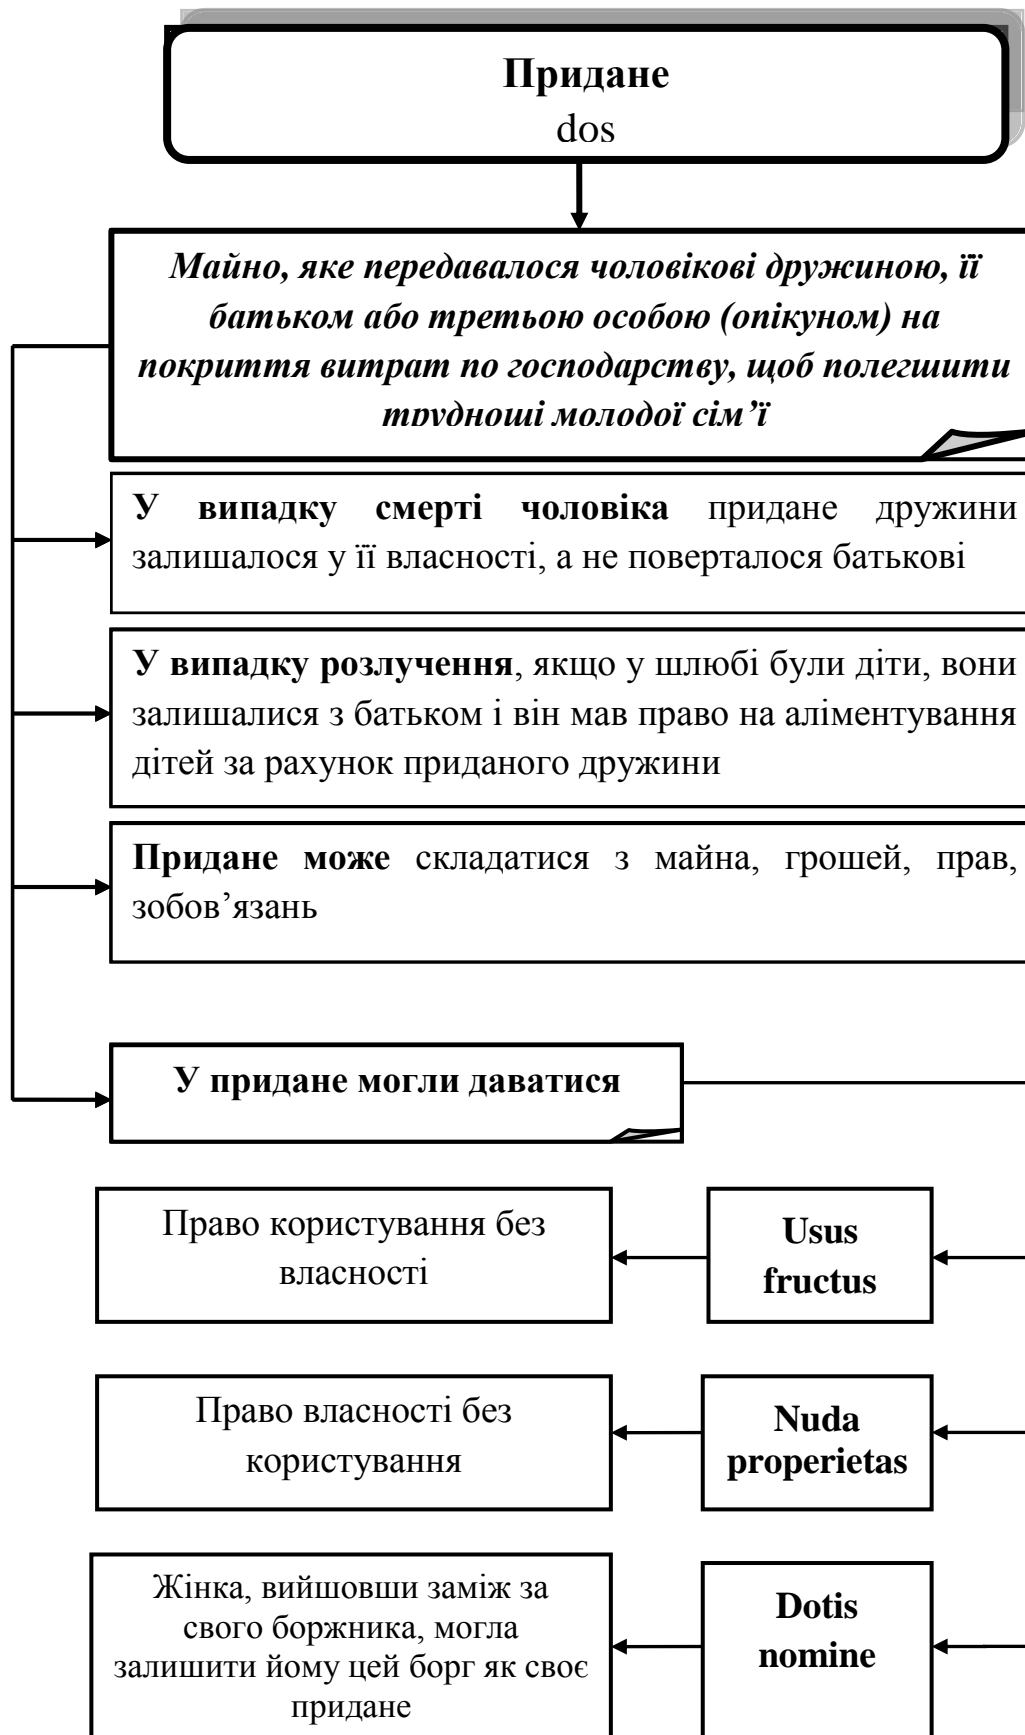 Придане
dos
Майно, яке передавалося чоловікові дружиною, її
батьком або третьою особою (опікуном) на
покриття витрат по господарству, щоб полегшити
труднощі молодої сім’ї
У випадку смерті чоловіка придане дружини
залишалося у її власності, а не поверталося батькові
У випадку розлучення, якщо у шлюбі були діти, вони
залишалися з батьком і він мав право на аліментування
дітей за рахунок приданого дружини
Придане може складатися з майна, грошей, прав,
зобов’язань
У придане могли даватися
Право користування без
власності
Usus
fructus
Право власності без
користування
Nuda
properietas
Жінка, вийшовши заміж за
свого боржника, могла
залишити йому цей борг як своє
придане
Dotis
nomine